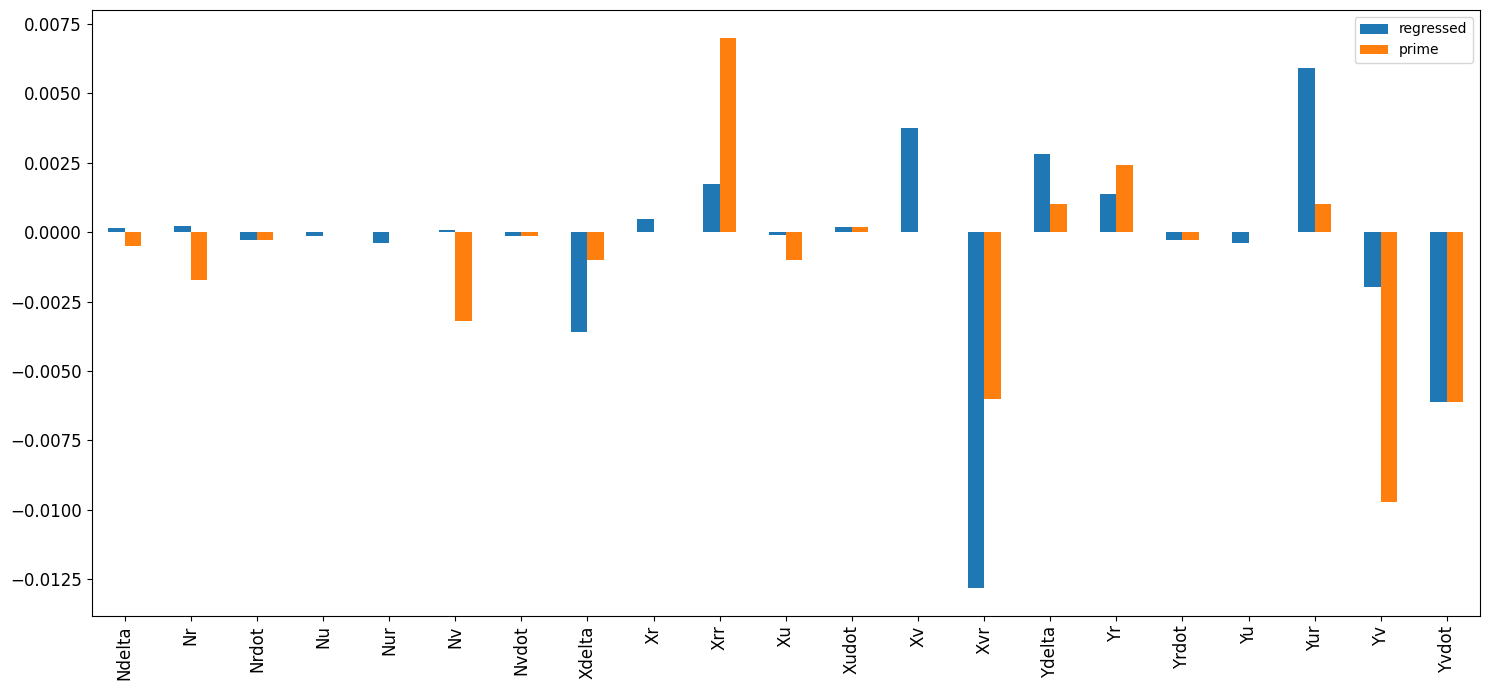 0.0075
0.0050
0.0025
0.0000
−0.0025
−0.0050
−0.0075
−0.0100
−0.0125
regressed
prime
Ndelta
Nr
Nrdot
Nu
Nur
Nv
Nvdot
Xdelta
Xr
Xrr
Xu
Xudot
Xv
Xvr
Ydelta
Yr
Yrdot
Yu
Yur
Yv
Yvdot